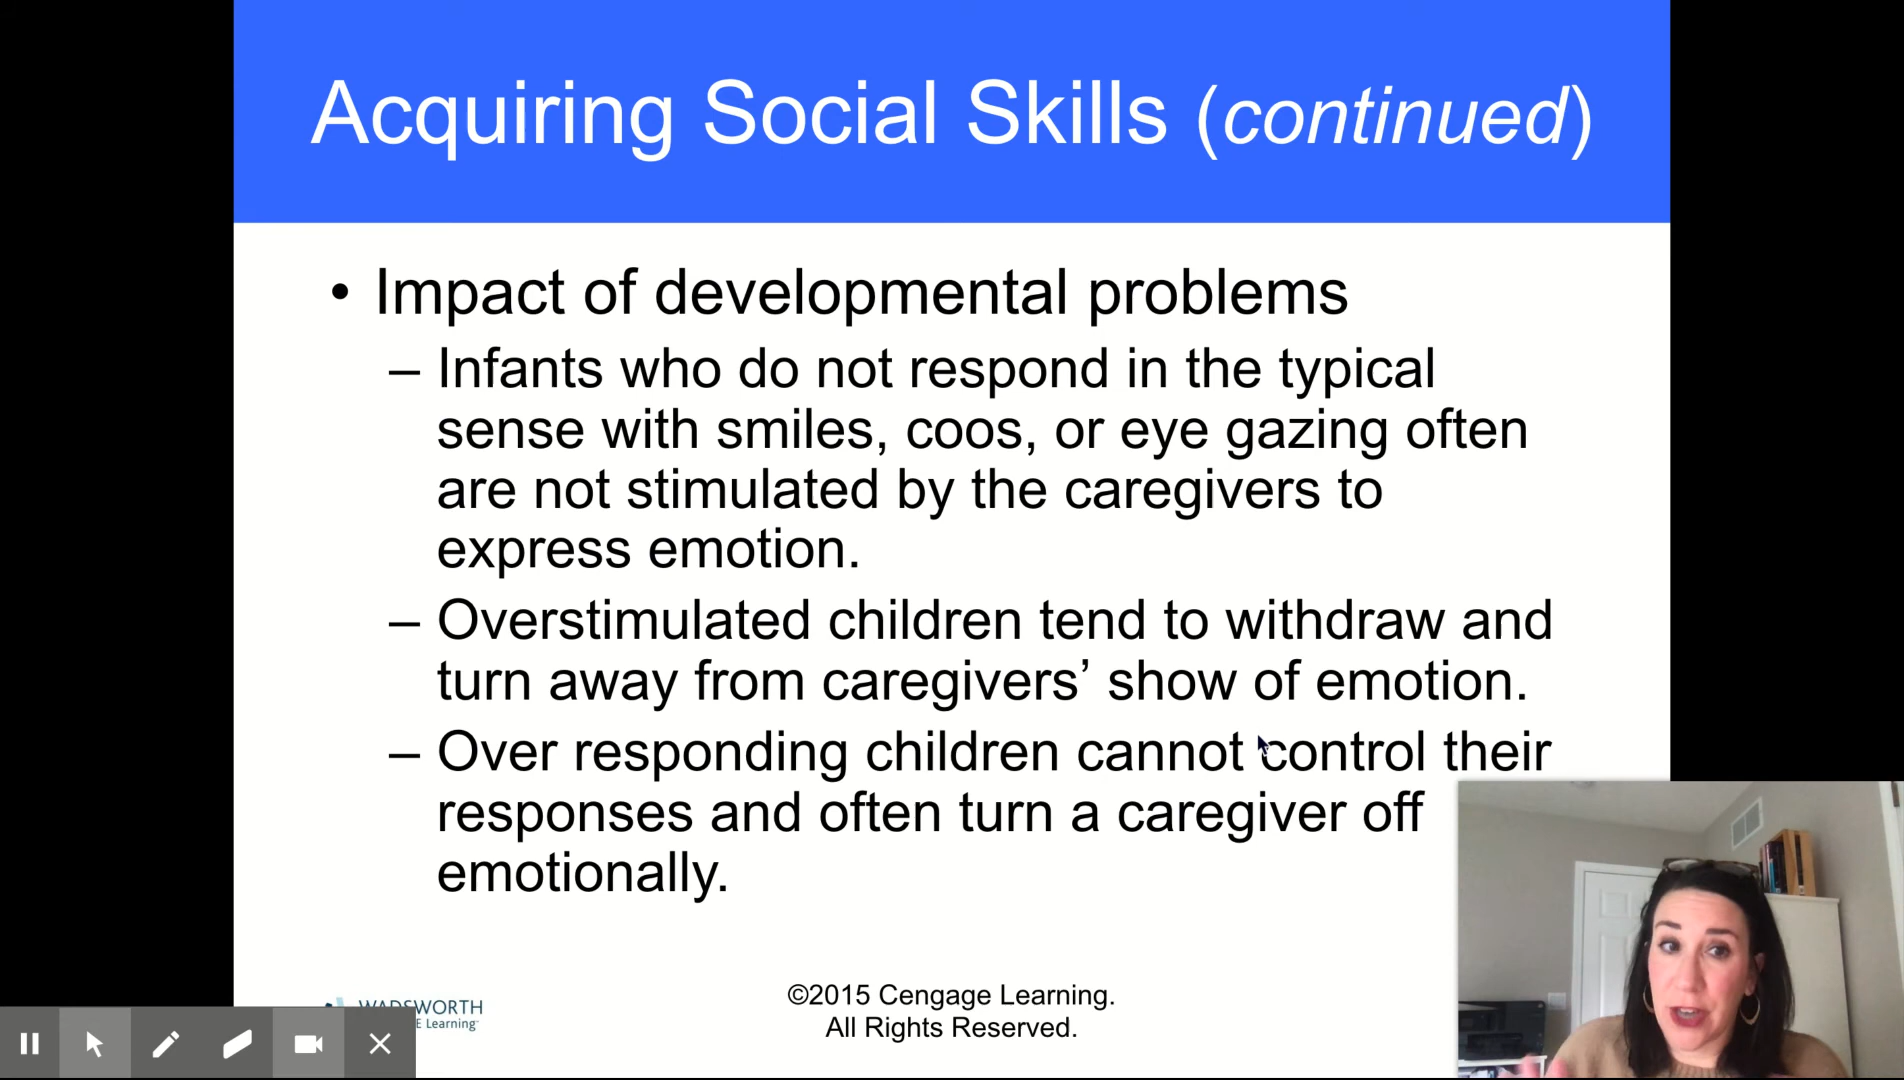 Acquiring Social Skills (continued)
• Impact of developmental problems
– Infants who do not respond in the typical
sense with smiles, coos, or eye gazing often
are not stimulated by the caregivers to
express emotion.
– Overstimulated children tend to withdraw and
turn away from caregivers’ show of emotion.
– Over responding children cannot control their
responses and often turn a caregiver off
emotionally.
WADSWORTH
E Learning™
©2015 Cengage Learning.
All Rights Reserved.